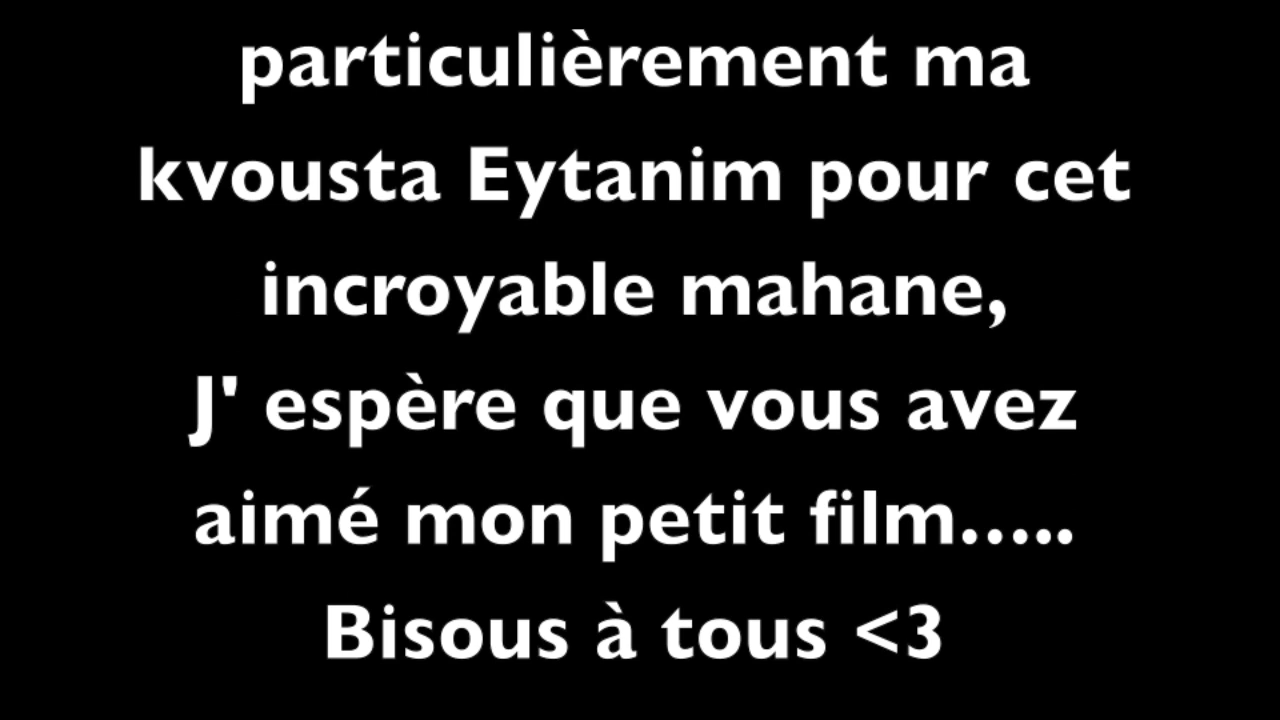 particulièrement ma
kvousta Eytanim pour cet
incroyable mahane,
J' espère que vous avez
aimé mon petit film.....
Bisous à tous <3